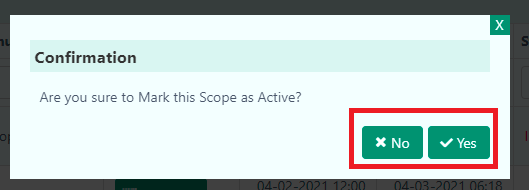 X
Confirmation
Are you sure to Mark this Scope as Active?
No Yes
04-02-2021 12:00 04-03-2021 06:18